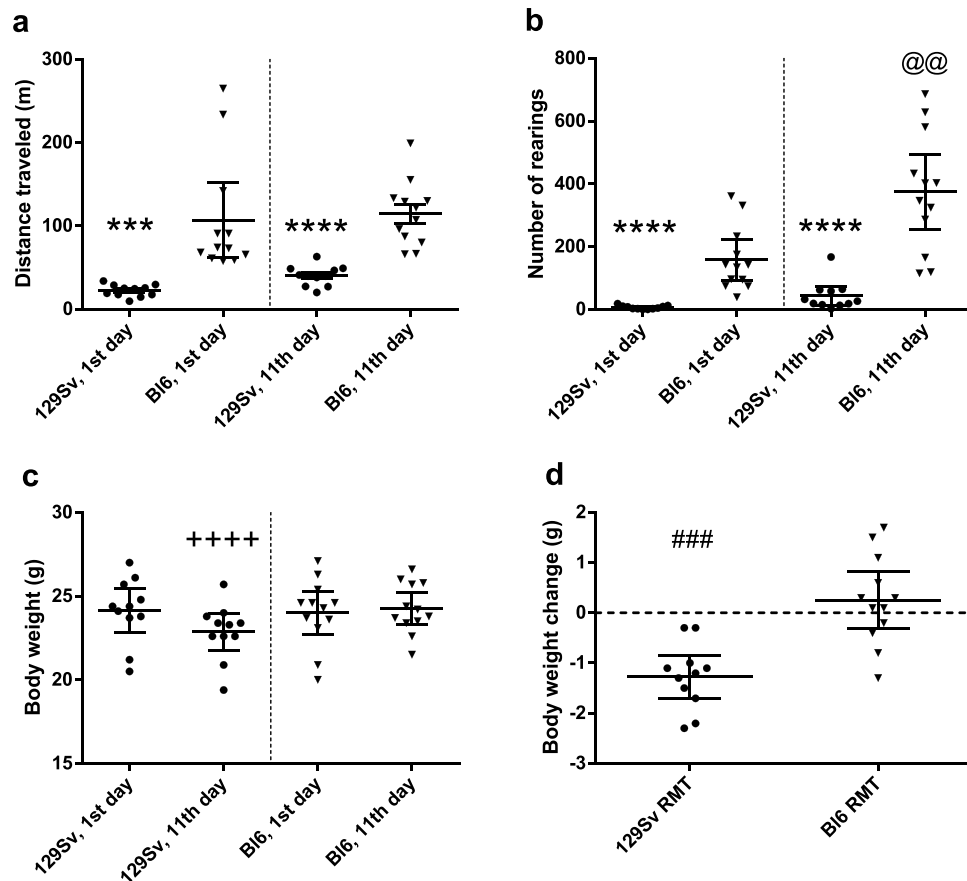 a
Distance traveled (m)
300
200
100
0
***
****
129Sv, 1st day
Bl6, 1st day
129Sv, 11th day
Bl6, 11th day
b
Number of rearings
800
600
400
200
0
****
****
@@
129Sv, 1st day
Bl6, 1st day
129Sv, 11th day
Bl6, 11th day
c
Body weight (g)
30
25
20
15
++++
129Sv, 1st day
129Sv, 11th day
Bl6, 1st day
Bl6, 11th day
d
Body weight change (g)
2
1
0
-1
-2
-3
###
129Sv RMT
Bl6 RMT